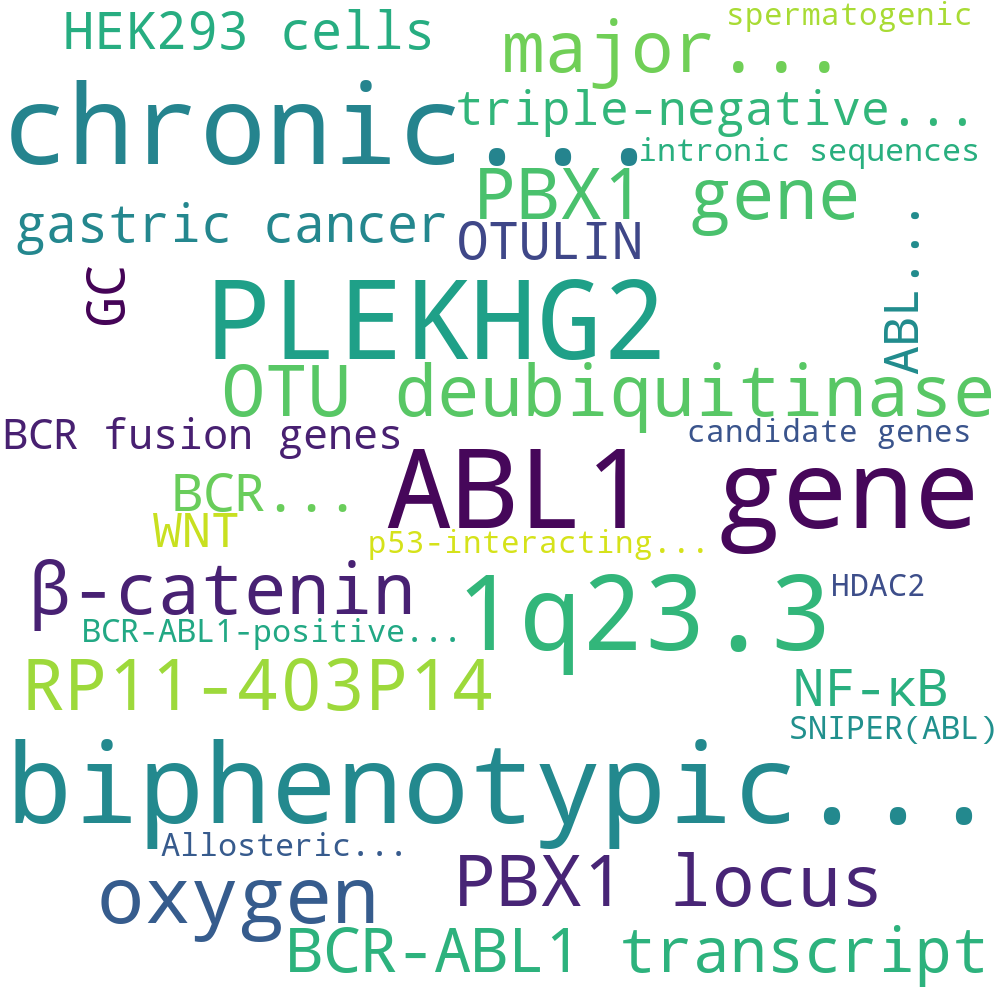 HEK293 cells
spermatogenic
major...
chronic...
triple-negative...
intronic sequences
PBX1 gene
gastric cancer
OTULIN
GC
ABL...
PLEKHG2
OTU deubiquitinase
BCR fusion genes
candidate genes
ABL1 gene
BCR...
WNT
p53-interacting...
β-catenin
1q23.3
HDAC2
BCR-ABL1-positive...
RP11-403P14
NF-κB
SNIPER(ABL)
biphenotypic...
Allosteric...
oxygen
PBX1 locus
BCR-ABL1 transcript